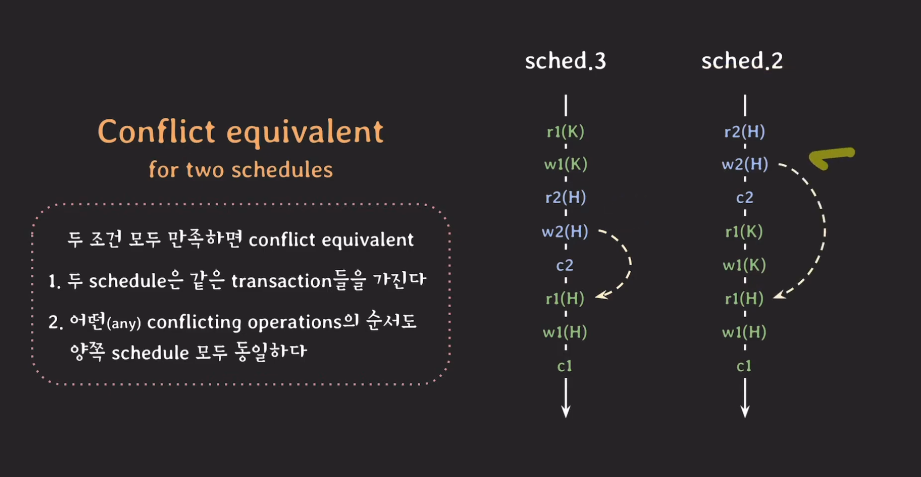 Conflict equivalent
for two schedules
두 조건 모두 만족하면 conflict equivalent
1. 두 schedule은 같은 transaction들을 가진다
2. 어떤(any) conflicting operations의 순서도
양쪽 schedule 모두 동일하다
sched.3
r1(K)
w1(K)
r2(H)
w2(H)
c2
r1(H)
w1(H)
c1
sched.2
r2(H)
w2(H)
c2
r1(K)
w1(K)
r1(H)
w1(H)
c1